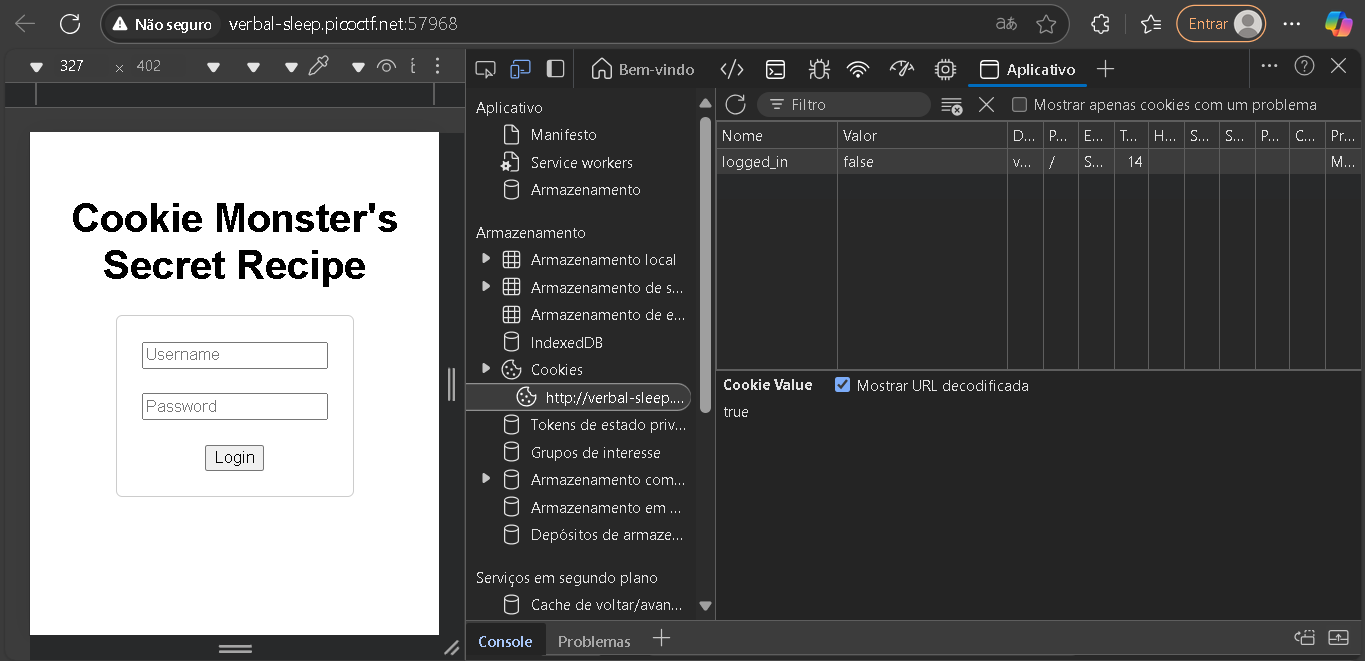 Não seguro verbal-sleep.picoctf.net:57968 aあ Entrar
327 × 402
Bem-vindo Aplicativo
Cookie Monster's
Secret Recipe
Username
Password
Login
Aplicativo
Manifesto
Service workers
Armazenamento
Armazenamento
Armazenamento local
Armazenamento de s...
Armazenamento de e...
IndexedDB
Cookies
http://verbal-sleep....
Tokens de estado priv...
Grupos de interesse
Armazenamento com...
Armazenamento em ...
Depósitos de armaze...
Serviços em segundo plano
Cache de voltar/avan...
Filtro Mostrar apenas cookies com um problema
Nome Valor D... P... E... T... H... S... S... P... C... Pr...
logged_in false v... / S... 14 M...
Cookie Value Mostrar URL decodificada
true
Console Problemas